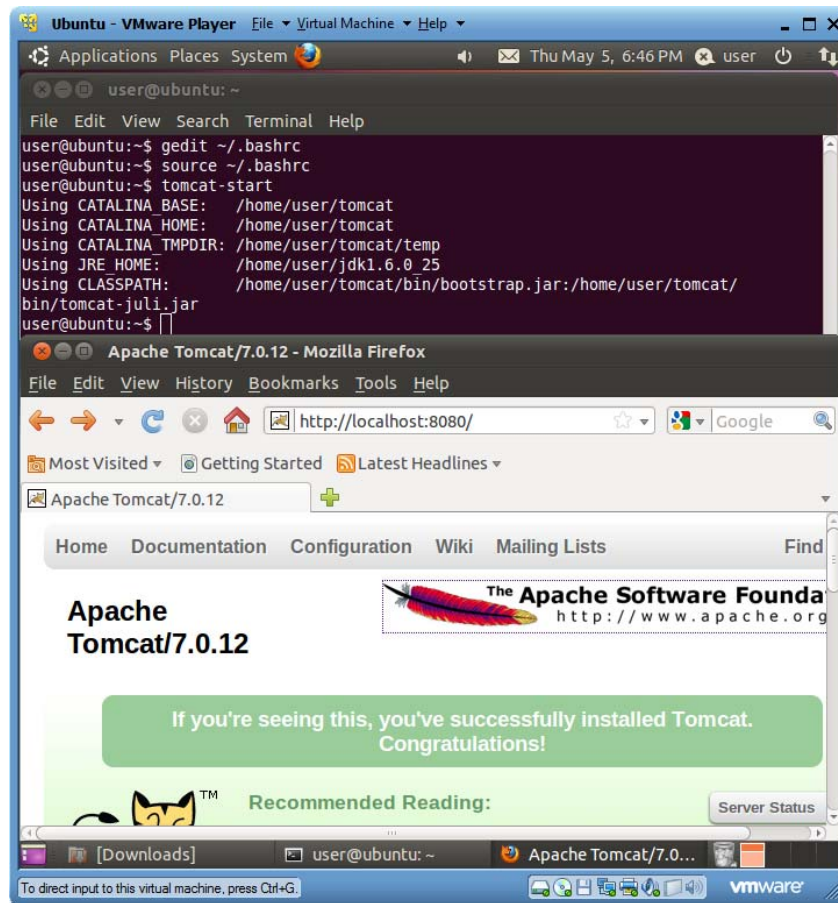 Ubuntu - VMware Player File Virtual Machine Help
Applications Places System Thu May 5, 6:46 PM user
user@ubuntu: ~
File Edit View Search Terminal Help
user@ubuntu:~$ gedit ~/.bashrc
user@ubuntu:~$ source ~/.bashrc
user@ubuntu:~$ tomcat-start
Using CATALINA_BASE: /home/user/tomcat
Using CATALINA_HOME: /home/user/tomcat
Using CATALINA_TMPDIR: /home/user/tomcat/temp
Using JRE_HOME: /home/user/jdk1.6.0_25
Using CLASSPATH: /home/user/tomcat/bin/bootstrap.jar:/home/user/tomcat/
bin/tomcat-juli.jar
user@ubuntu:~$
Apache Tomcat/7.0.12 - Mozilla Firefox
File Edit View History Bookmarks Tools Help
http://localhost:8080/ Google
Most Visited Getting Started Latest Headlines
Apache Tomcat/7.0.12
Home Documentation Configuration Wiki Mailing Lists Find
The Apache Software Founda
http://www.apache.org
Apache
Tomcat/7.0.12
If you're seeing this, you've successfully installed Tomcat.
Congratulations!
TM
Recommended Reading:
Server Status
[Downloads] user@ubuntu: ~ Apache Tomcat/7.0...
To direct input to this virtual machine, press Ctrl+G. vmware